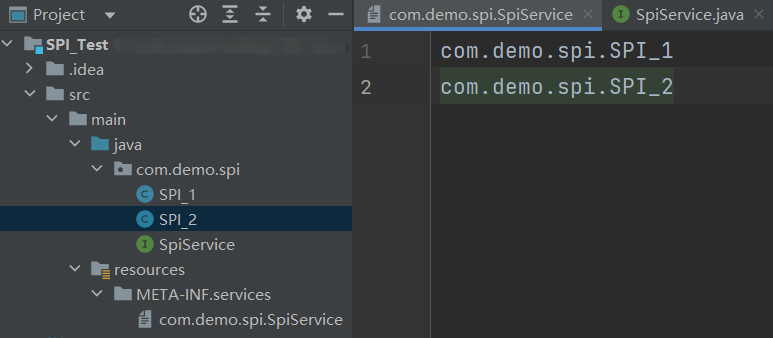 Project
SPI_Test
.idea
src
main
java
com.demo.spi
C SPI_1
C SPI_2
I SpiService
resources
META-INF.services
com.demo.spi.SpiService
com.demo.spi.SpiService
I SpiService.java
1 com.demo.spi.SPI_1
2 com.demo.spi.SPI_2